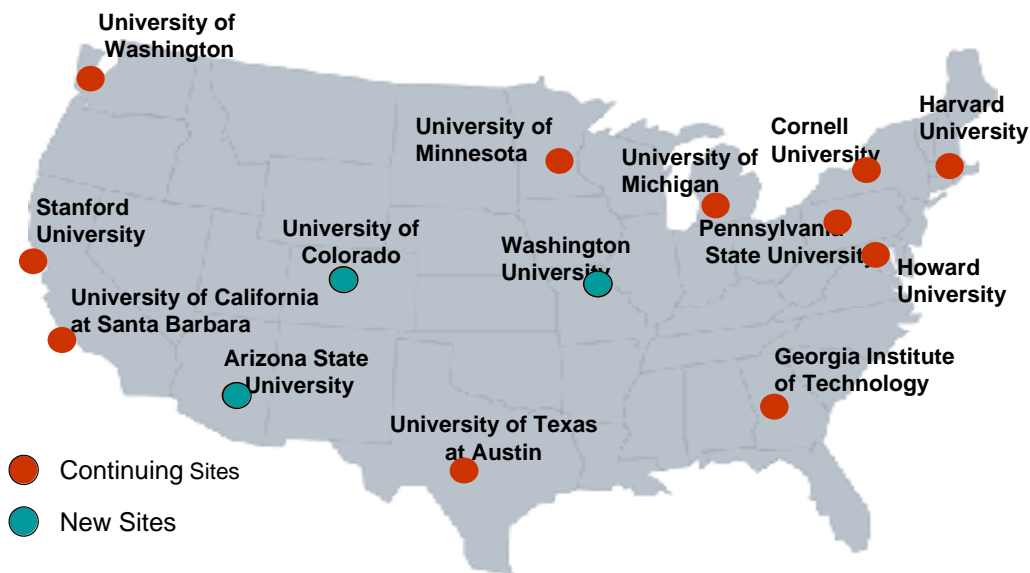 University of
Washington
University of
Minnesota
University of
Michigan
Cornell
University
Harvard
University
Stanford
University
University of
Colorado
Washington
University
Pennsylvania
State University
Howard
University
University of California
at Santa Barbara
Arizona State
University
Georgia Institute
of Technology
University of Texas
at Austin
Continuing Sites
New Sites